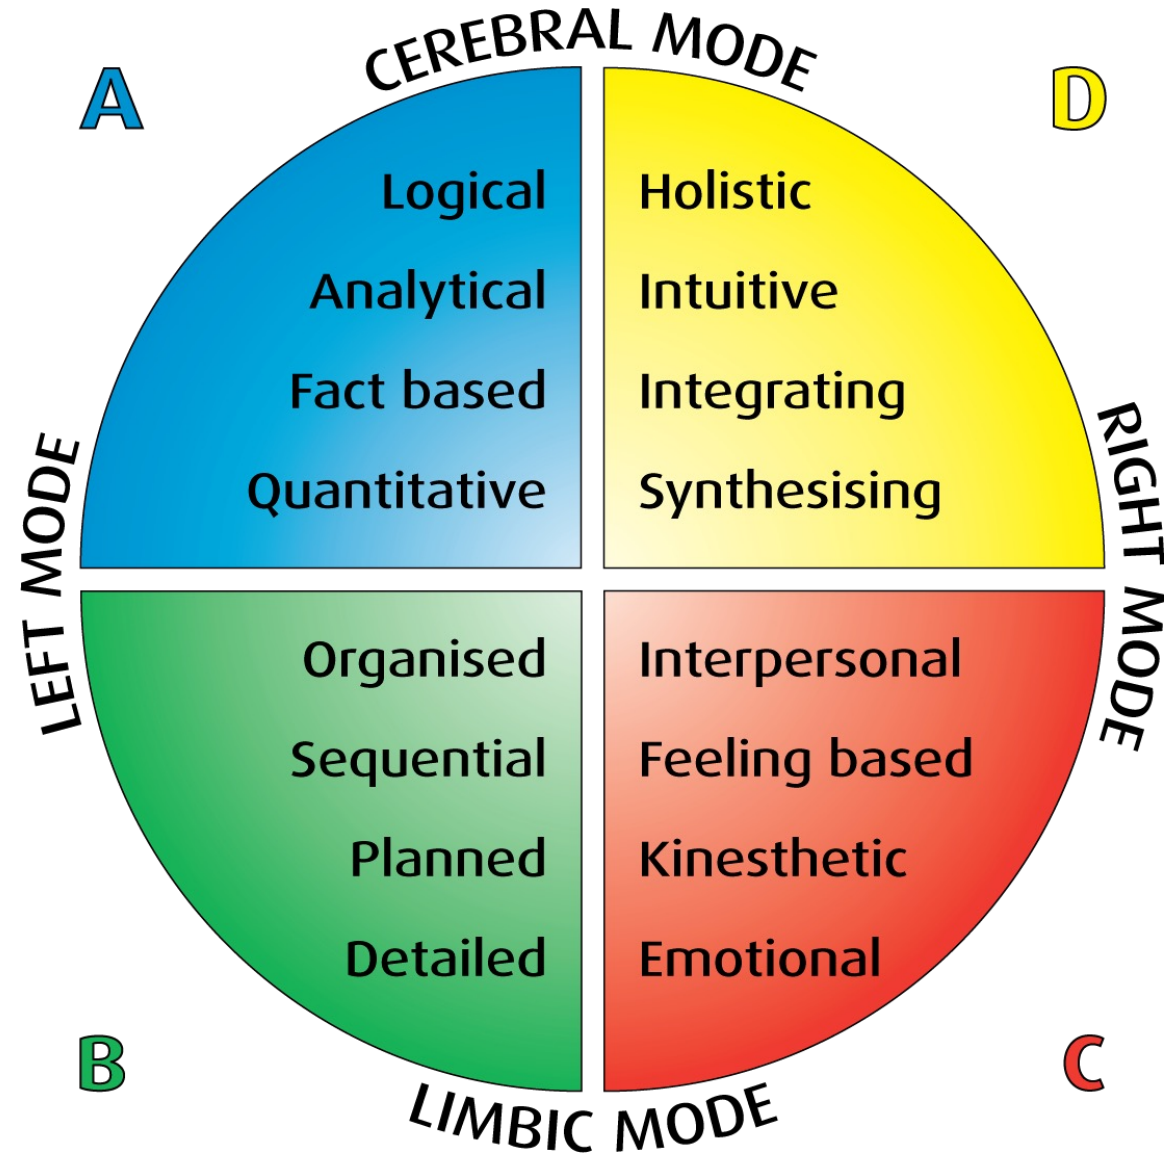 CEREBRAL MODE
A
D
Logical
Analytical
Fact based
Quantitative
Holistic
Intuitive
Integrating
Synthesising
LEFT MODE
RIGHT MODE
Organised
Sequential
Planned
Detailed
Interpersonal
Feeling based
Kinesthetic
Emotional
B
C
LIMBIC MODE